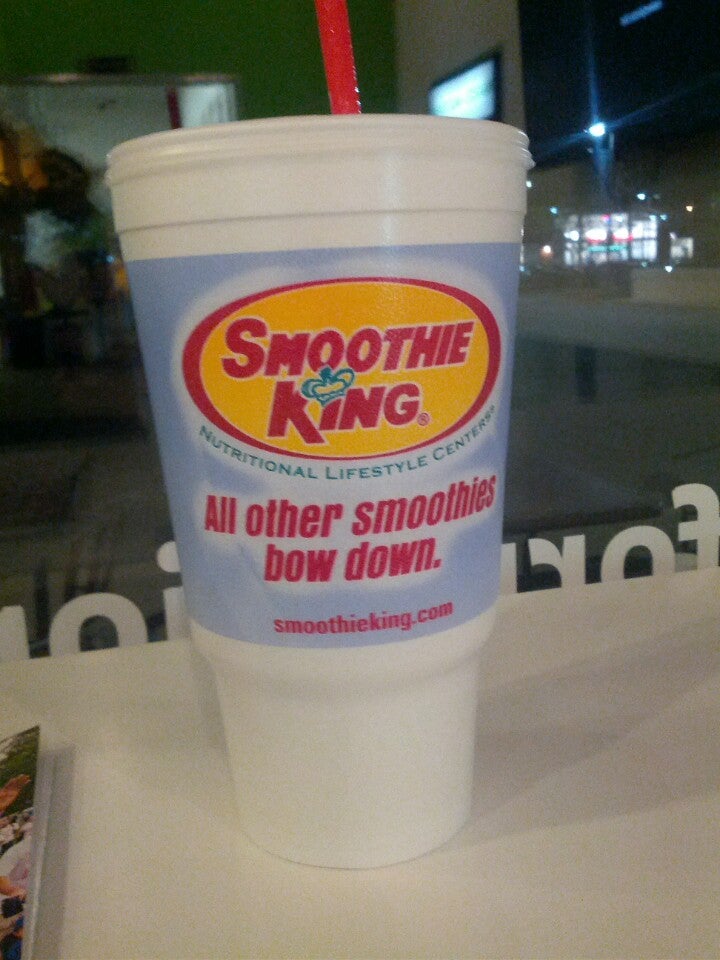 SMOOTHIE
KING®
NUTRITIONAL LIFESTYLE CENTERS®
All other smoothies
bow down.
smoothieking.com